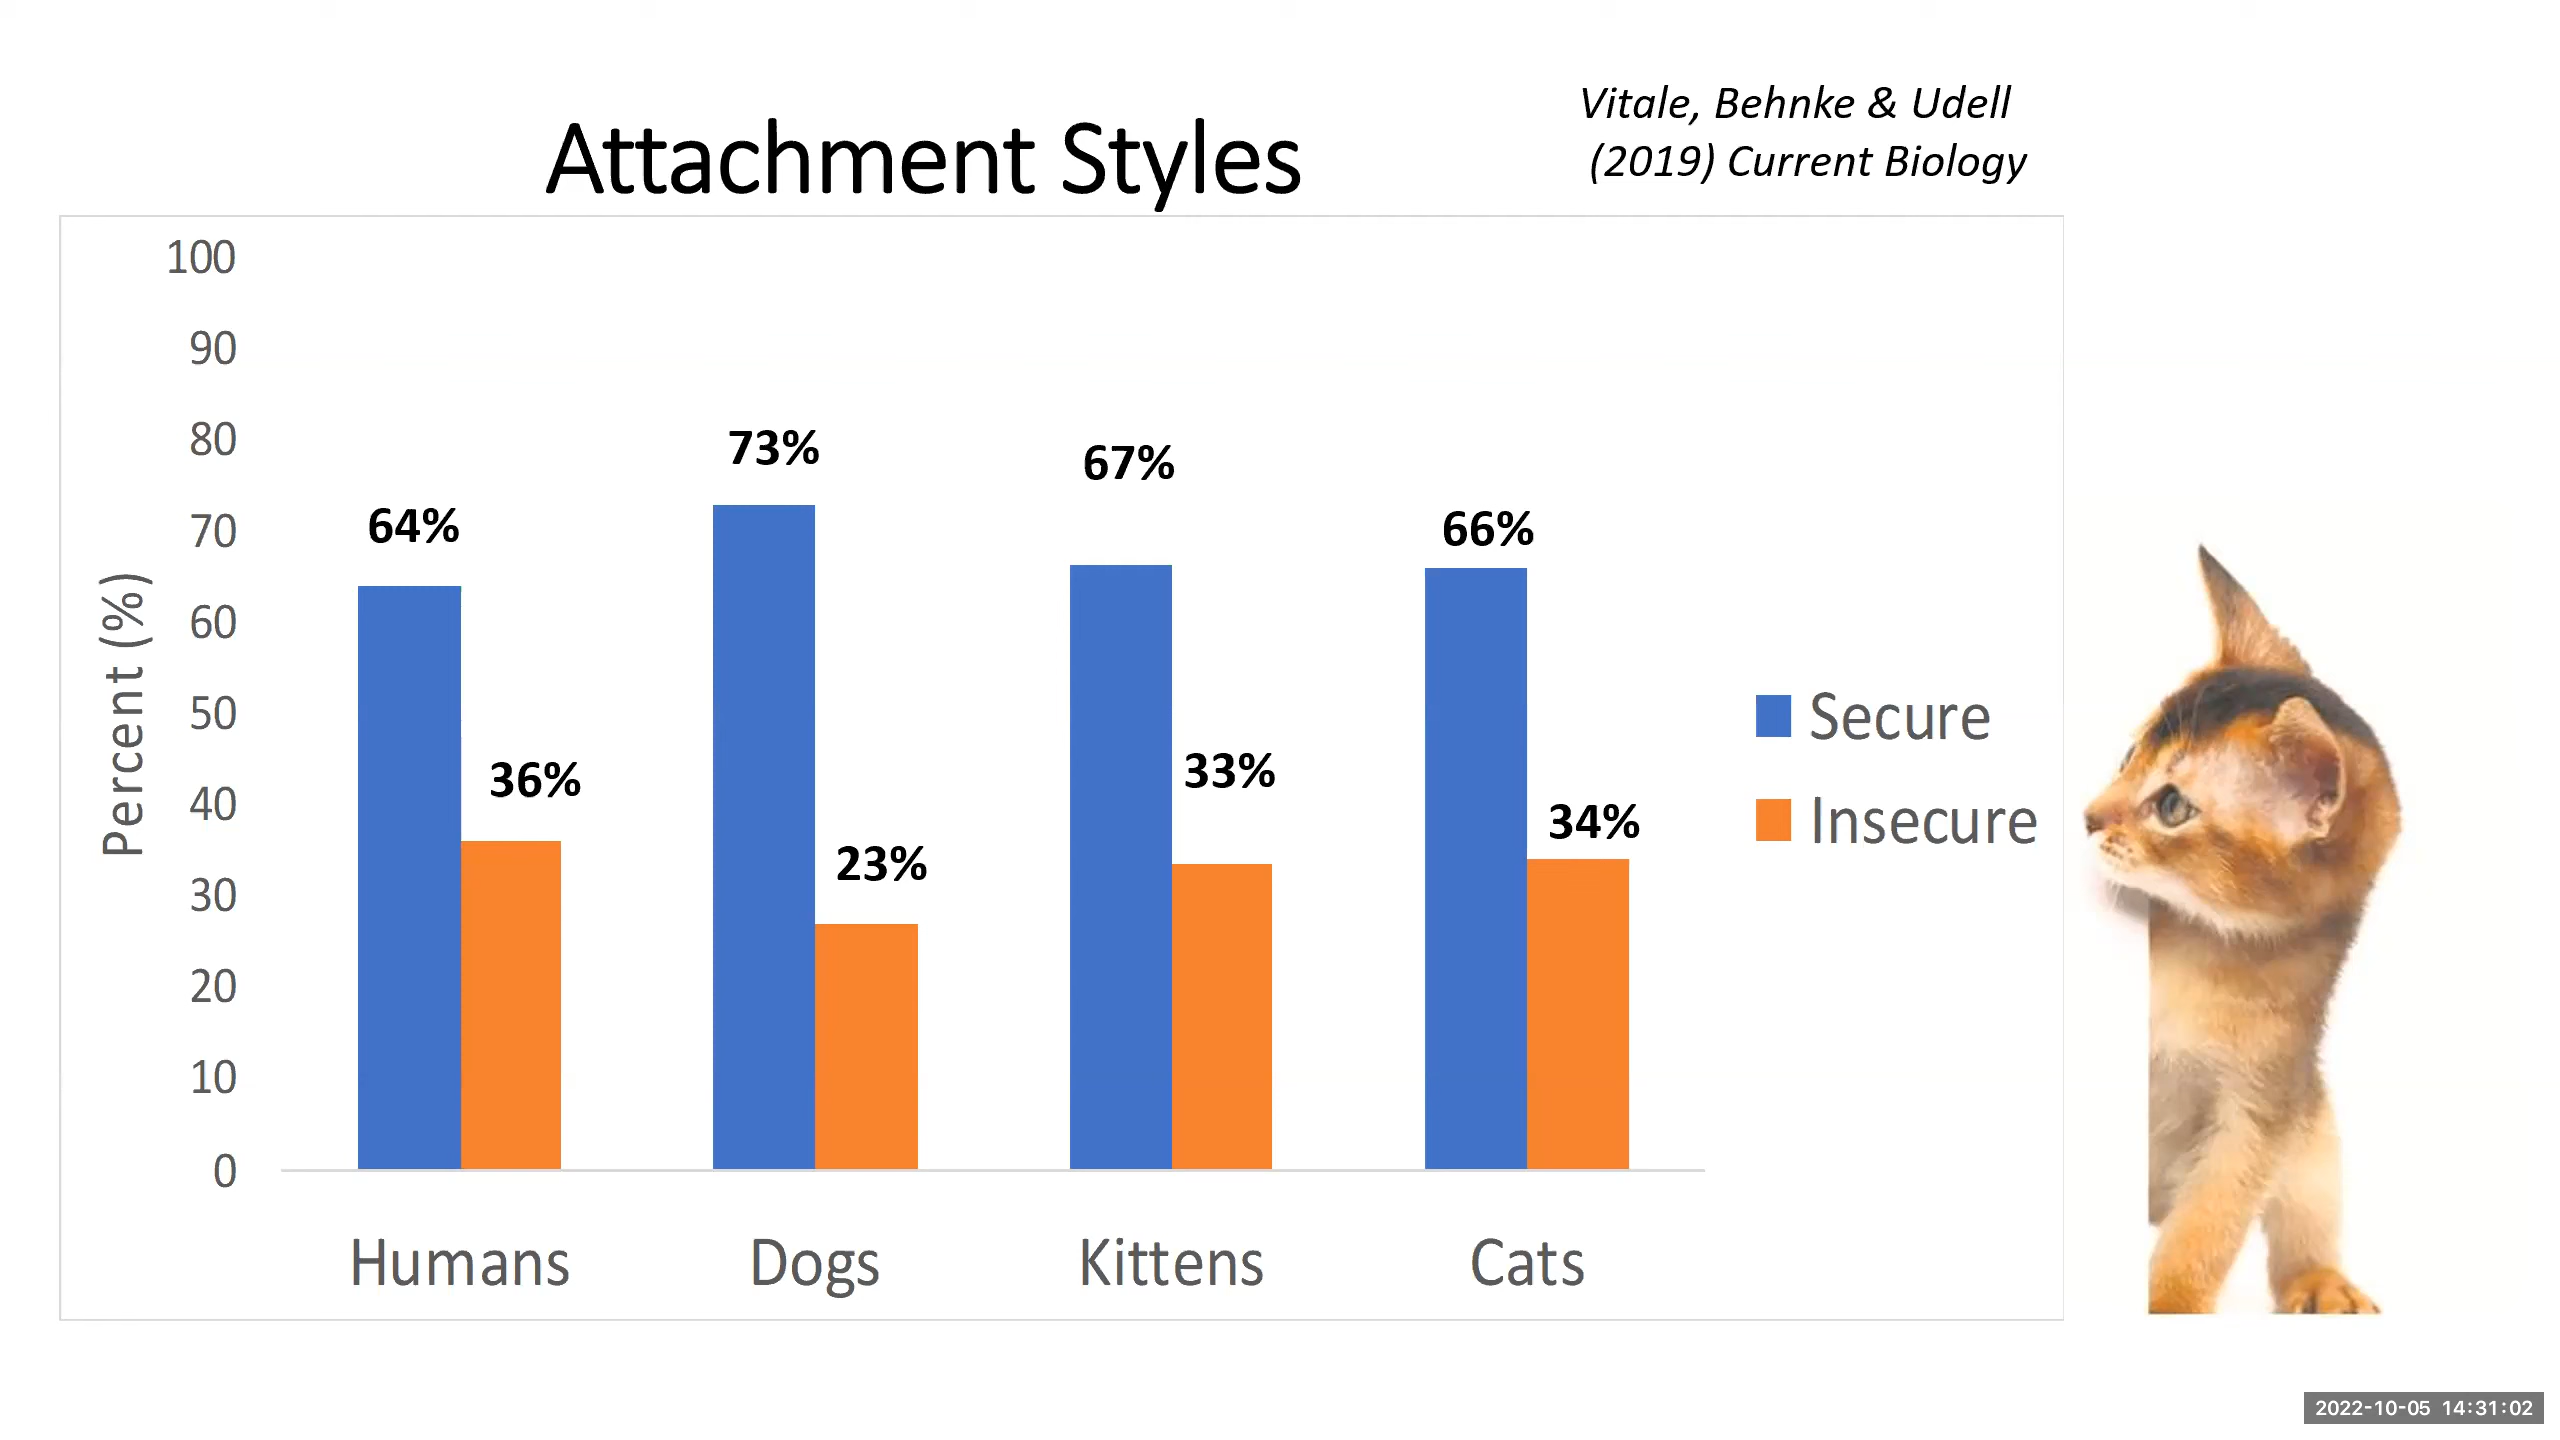 Attachment Styles
Vitale, Behnke & Udell
(2019) Current Biology
Percent (%)
100
90
80
70
60
50
40
30
20
10
0
64%
36%
73%
23%
67%
33%
66%
34%
Humans
Dogs
Kittens
Cats
Secure
Insecure
2022-10-05 14:31:02